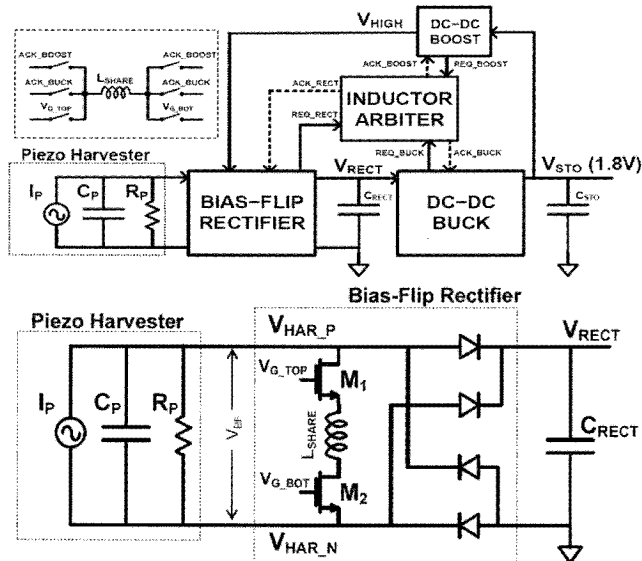 V_HIGH
DC–DC
BOOST
ACK_BOOST
ACK_BOOST
L_SHARE
ACK_BUCK
ACK_BUCK
V_G_TOP
V_G_BOT
ACK_BOOST
REQ_BOOST
ACK_RECT
REQ_RECT
INDUCTOR
ARBITER
REQ_BUCK
ACK_BUCK
Piezo Harvester
I_P
C_P
R_P
BIAS–FLIP
RECTIFIER
V_RECT
C_RECT
DC–DC
BUCK
V_STO (1.8V)
C_STO
Bias-Flip Rectifier
Piezo Harvester
V_HAR_P
V_RECT
I_P
C_P
R_P
V_BF
V_G_TOP
M_1
L_SHARE
V_G_BOT
M_2
C_RECT
V_HAR_N